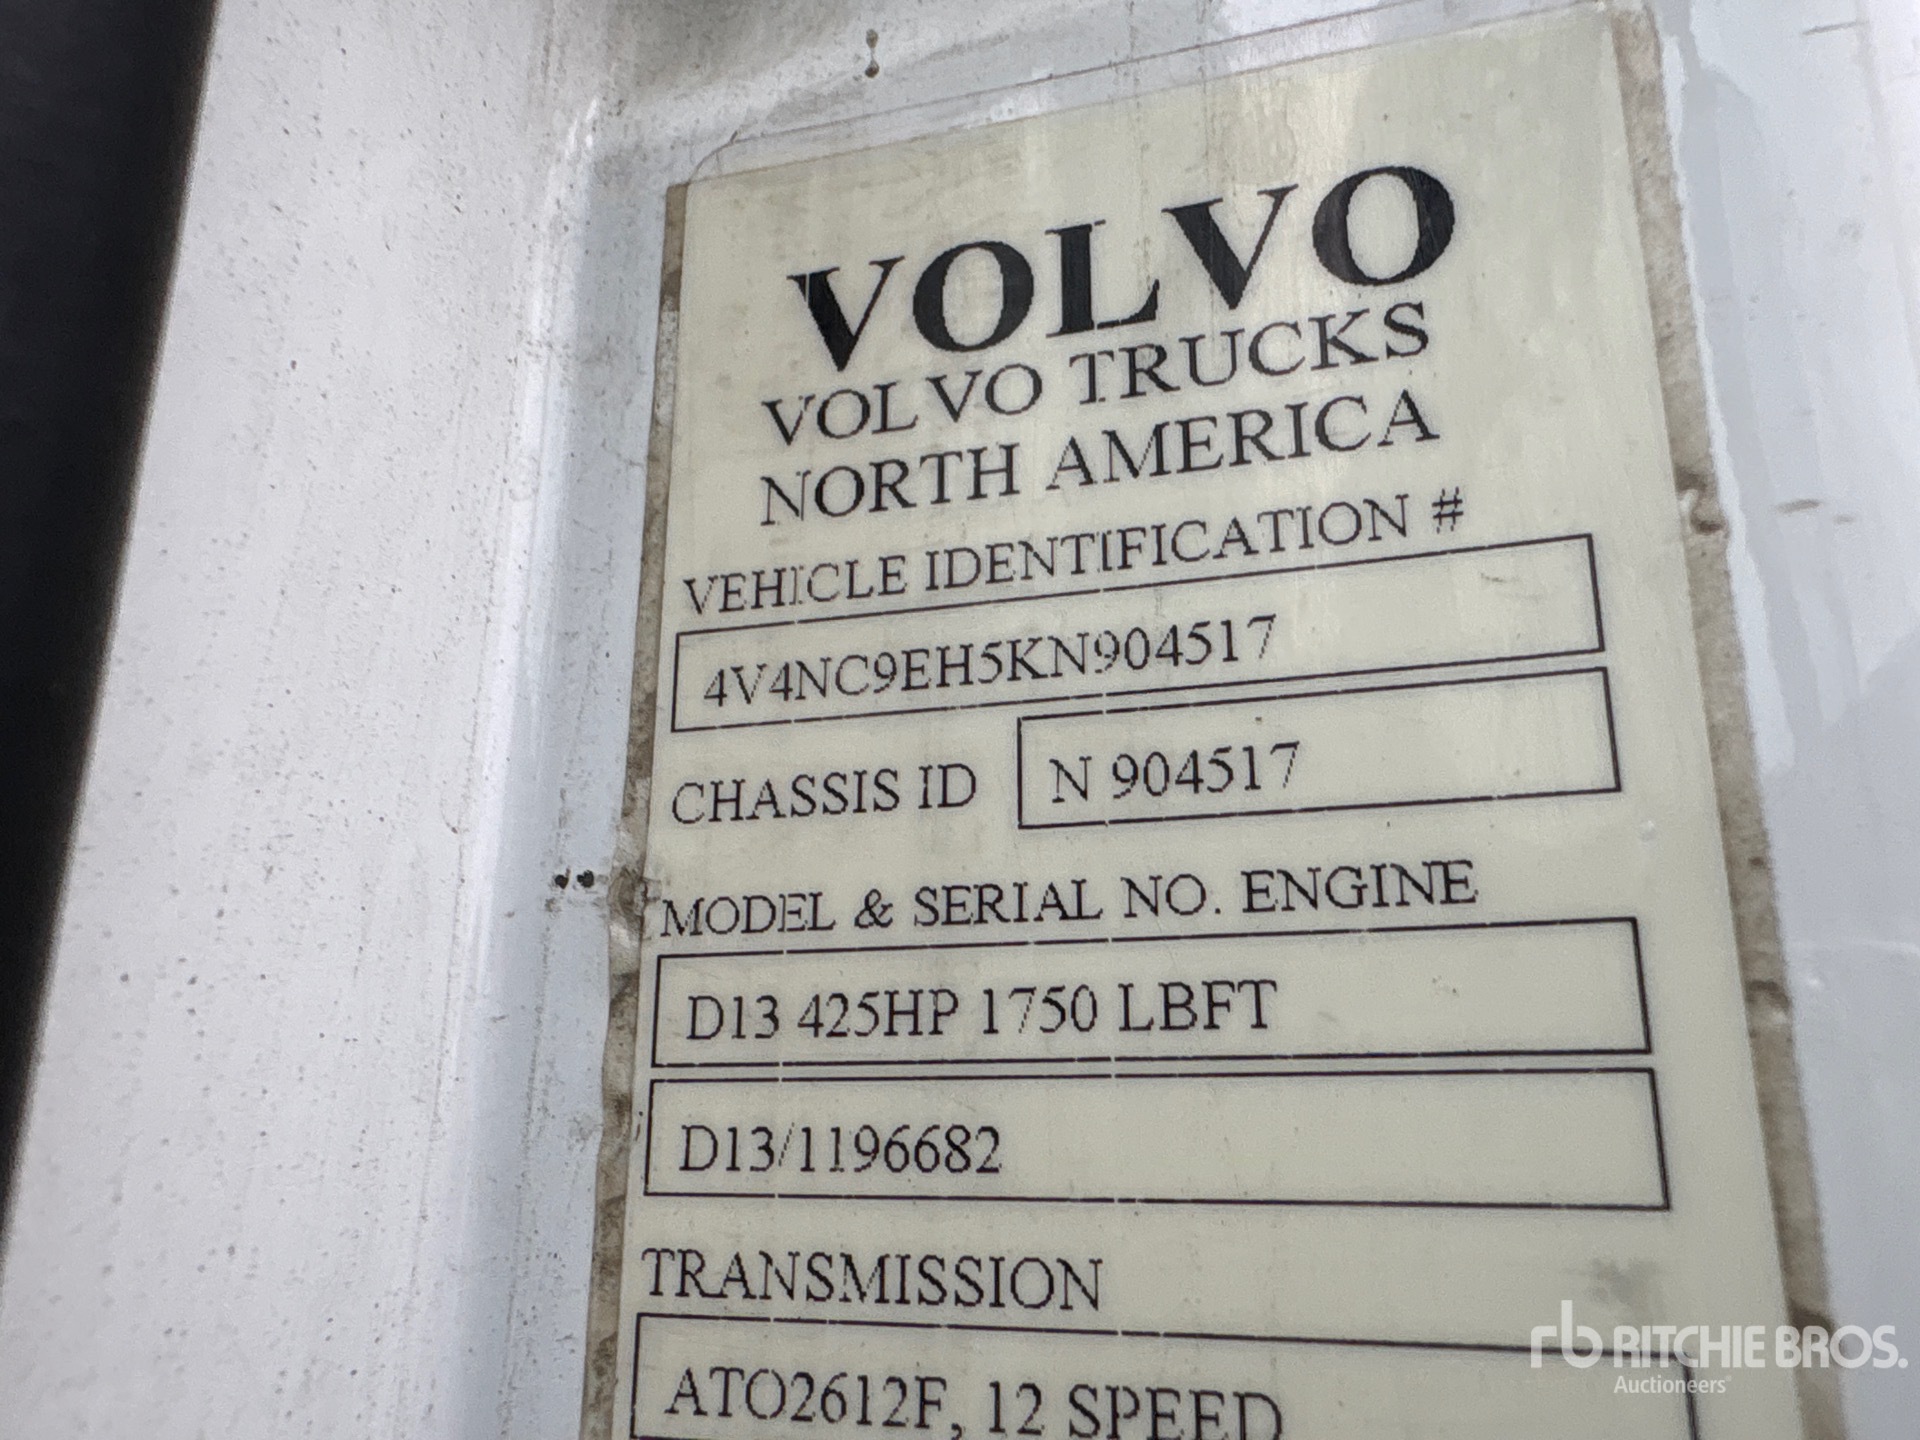 VOLVO
VOLVO TRUCKS
NORTH AMERICA
VEHICLE IDENTIFICATION #
4V4NC9EH5KN904517
CHASSIS ID N 904517
MODEL & SERIAL NO. ENGINE
D13 425HP 1750 LBFT
D13/1196682
TRANSMISSION
ATO2612F, 12 SPEED
rb RITCHIE BROS.
Auctioneers